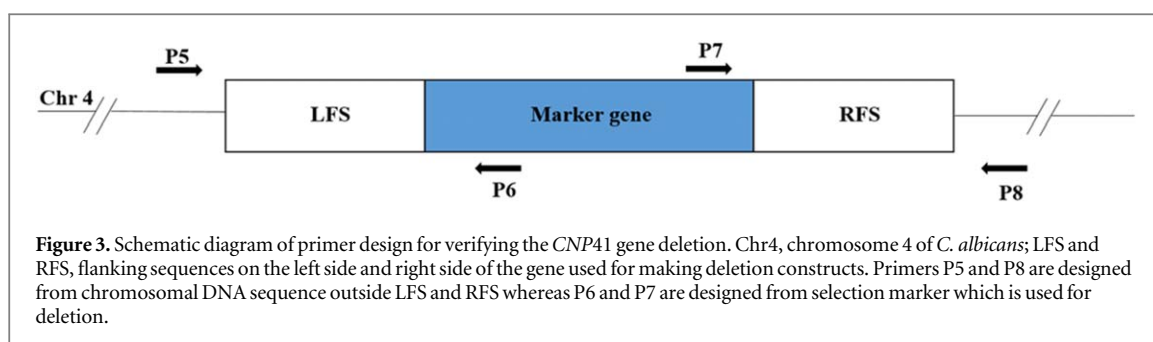 P5
P7
Chr 4
LFS
Marker gene
RFS
P6
P8
Figure 3. Schematic diagram of primer design for verifying the CNP41 gene deletion. Chr4, chromosome 4 of C. albicans; LFS and
RFS, flanking sequences on the left side and right side of the gene used for making deletion constructs. Primers P5 and P8 are designed
from chromosomal DNA sequence outside LFS and RFS whereas P6 and P7 are designed from selection marker which is used for
deletion.